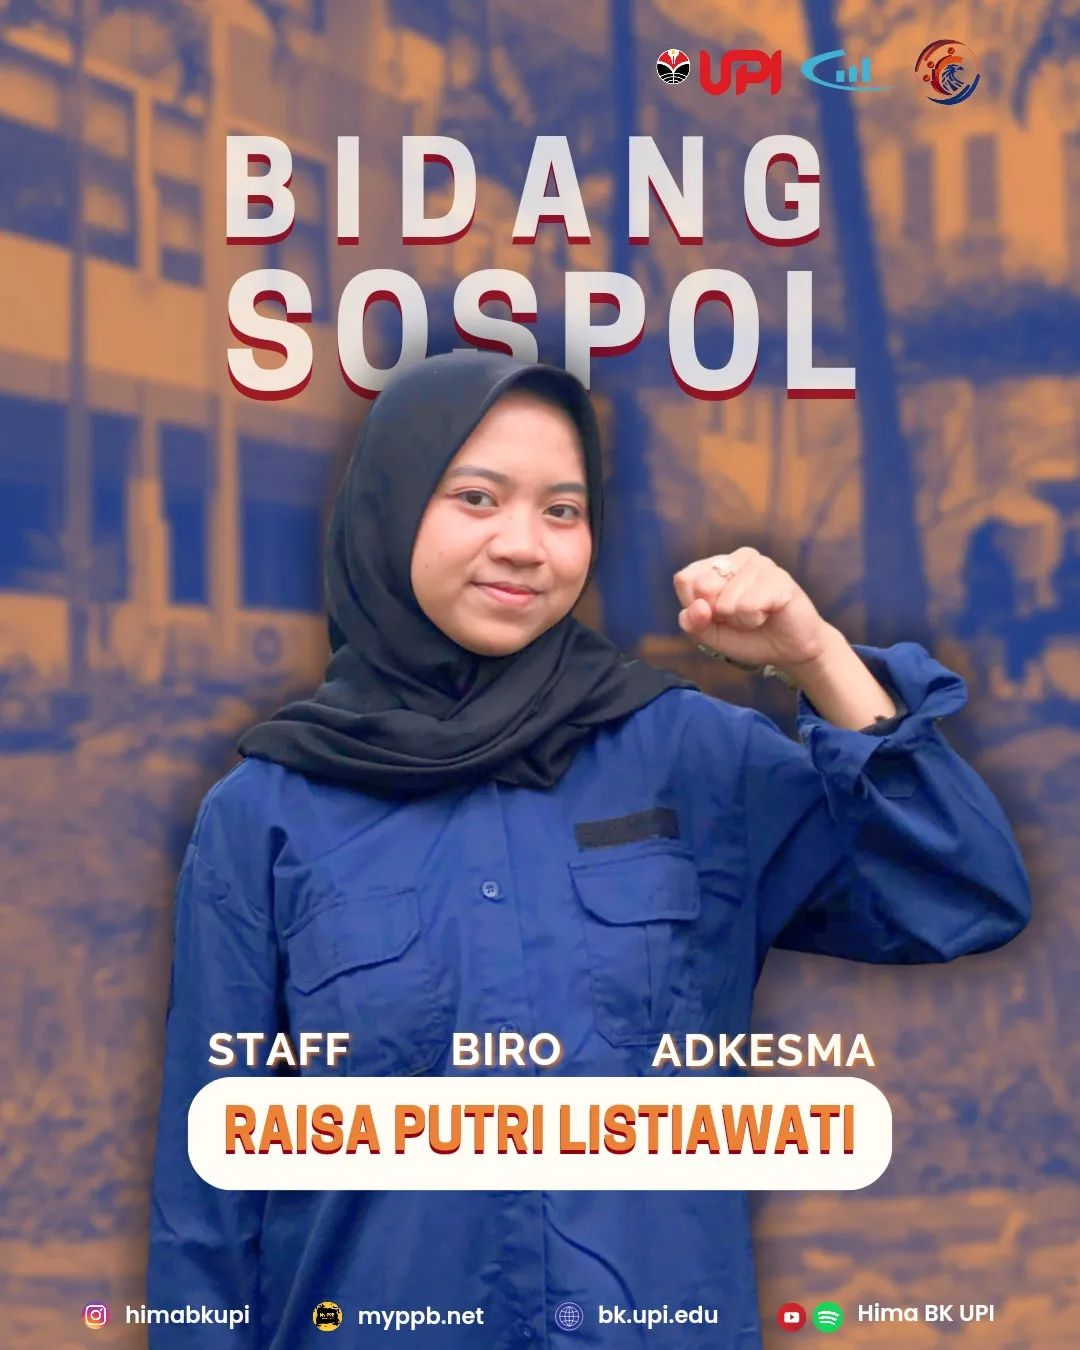 UPI
BIDANG
SOSPOL
STAFF BIRO ADKESMA
RAISA PUTRI LISTIAWATI
himabkupi myppb.net bk.upi.edu Hima BK UPI